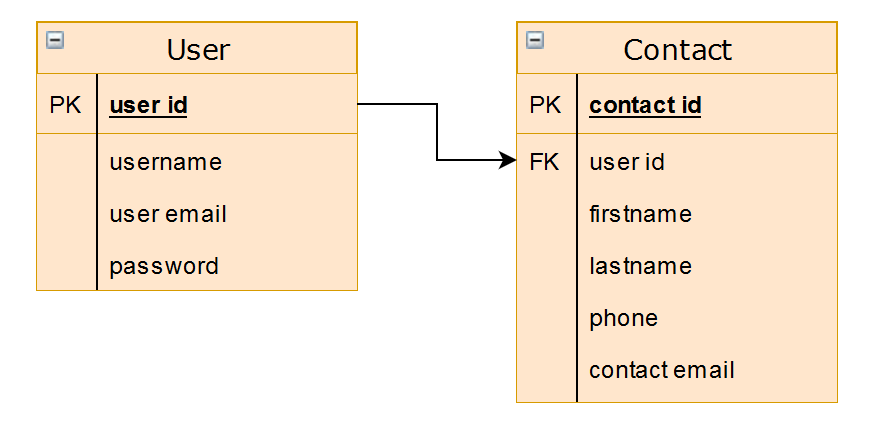 User
PK user id
username
user email
password
Contact
PK contact id
FK user id
firstname
lastname
phone
contact email